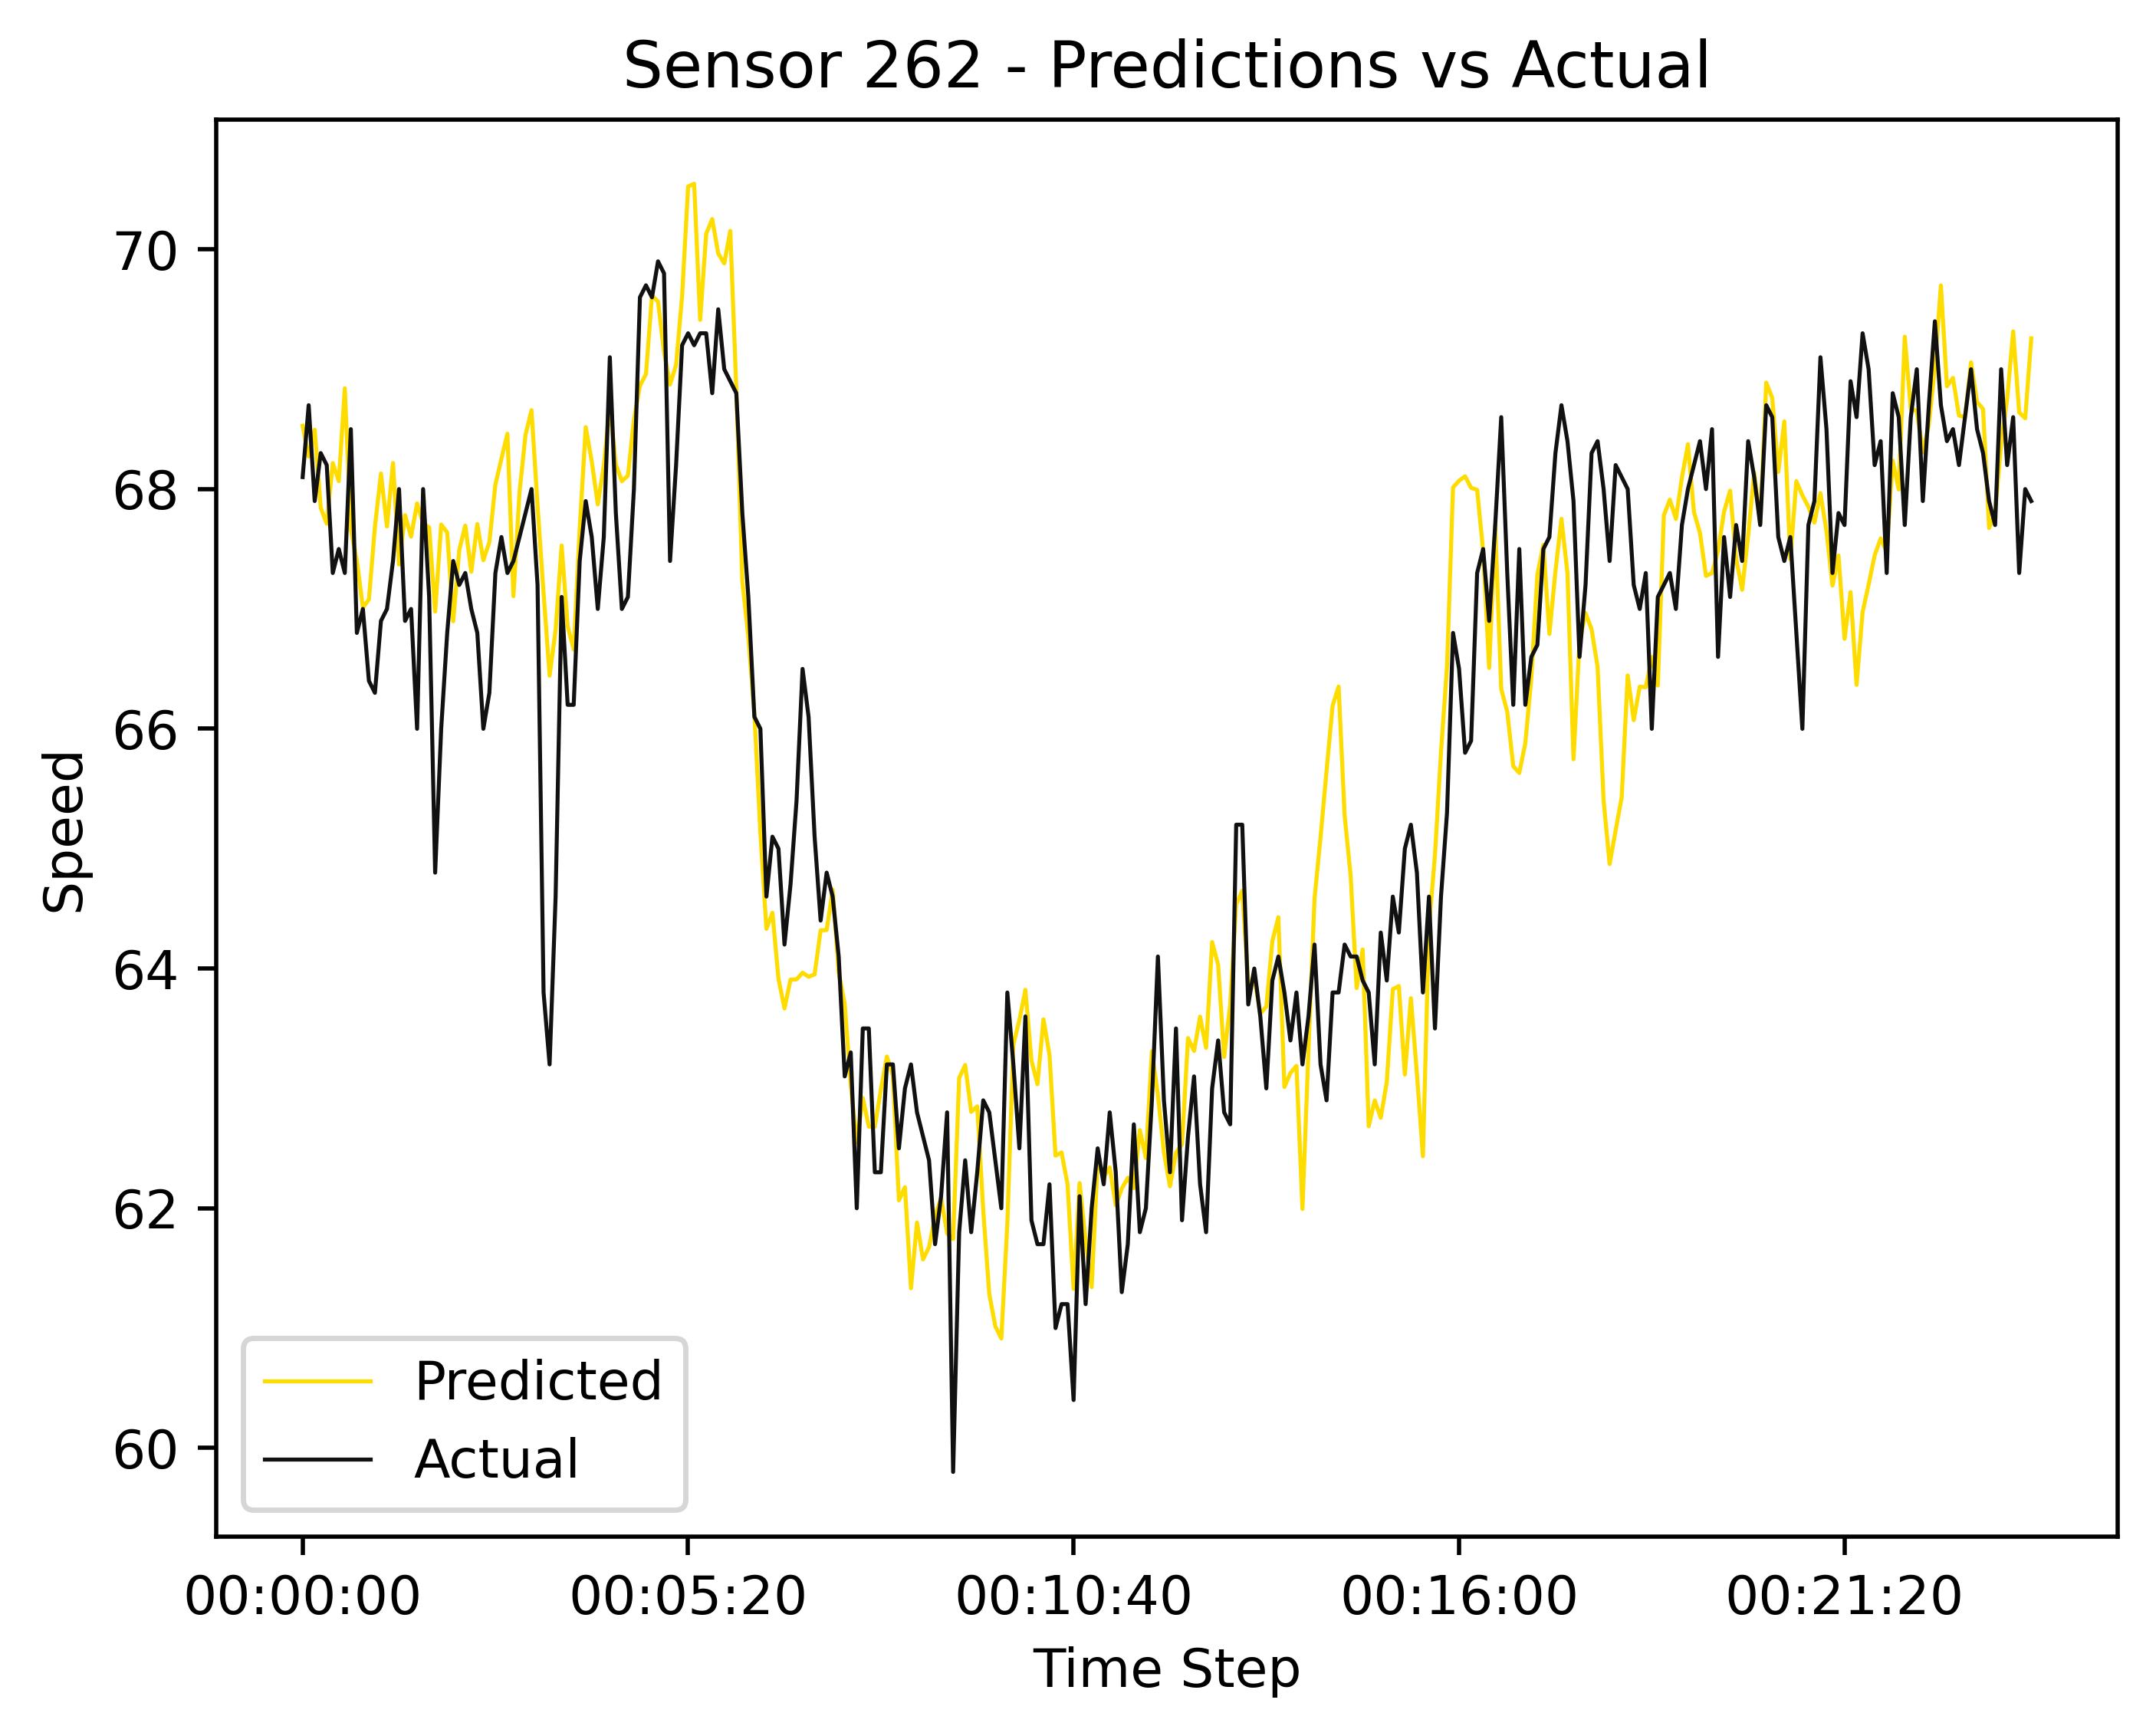 Sensor 262 - Predictions vs Actual
Speed
70
68
66
64
62
60
Predicted
Actual
00:00:00 00:05:20 00:10:40 00:16:00 00:21:20
Time Step